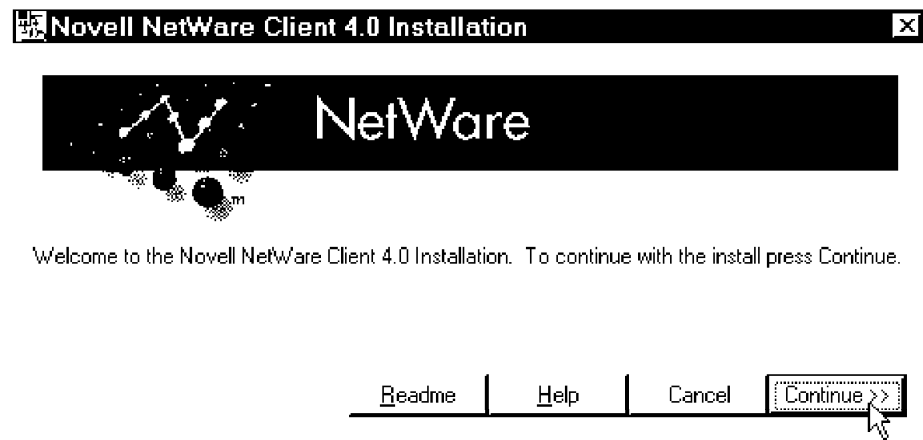 Novell NetWare Client 4.0 Installation
NetWare
TM
Welcome to the Novell NetWare Client 4.0 Installation.  To continue with the install press Continue.
Readme
Help
Cancel
Continue >>